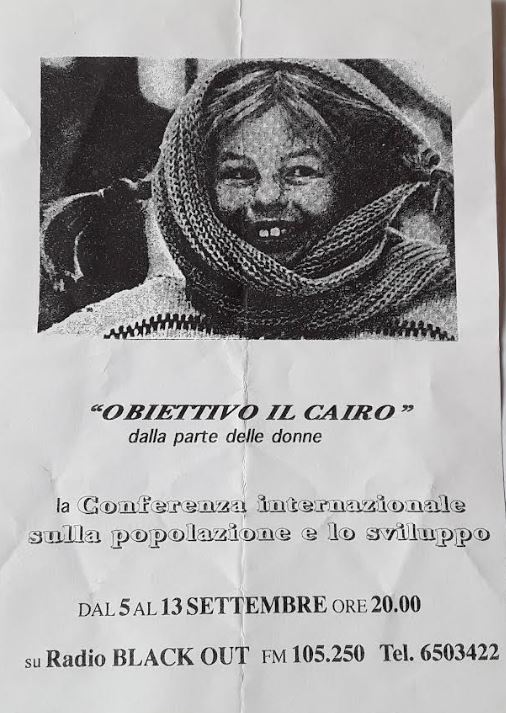 “OBIETTIVO IL CAIRO”
dalla parte delle donne
la Conferenza internazionale
sulla popolazione e lo sviluppo
DAL 5 AL 13 SETTEMBRE ORE 20.00
su Radio BLACK OUT FM 105.250 Tel. 6503422